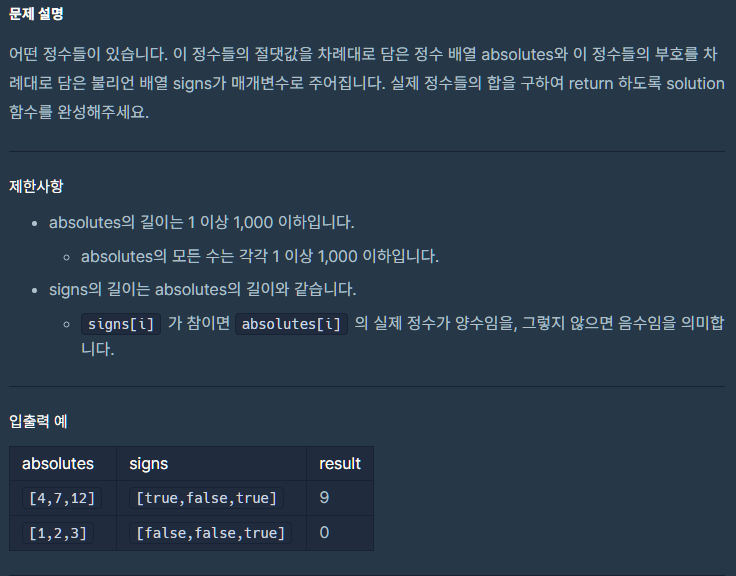 문제 설명
어떤 정수들이 있습니다. 이 정수들의 절댓값을 차례대로 담은 정수 배열 absolutes와 이 정수들의 부호를 차
례대로 담은 불리언 배열 signs가 매개변수로 주어집니다. 실제 정수들의 합을 구하여 return 하도록 solution
함수를 완성해주세요.
제한사항
• absolutes의 길이는 1 이상 1,000 이하입니다.
◦ absolutes의 모든 수는 각각 1 이상 1,000 이하입니다.
• signs의 길이는 absolutes의 길이와 같습니다.
◦ signs[i] 가 참이면 absolutes[i] 의 실제 정수가 양수임을, 그렇지 않으면 음수임을 의미합
니다.
입출력 예
absolutes signs result
[4,7,12] [true,false,true] 9
[1,2,3] [false,false,true] 0